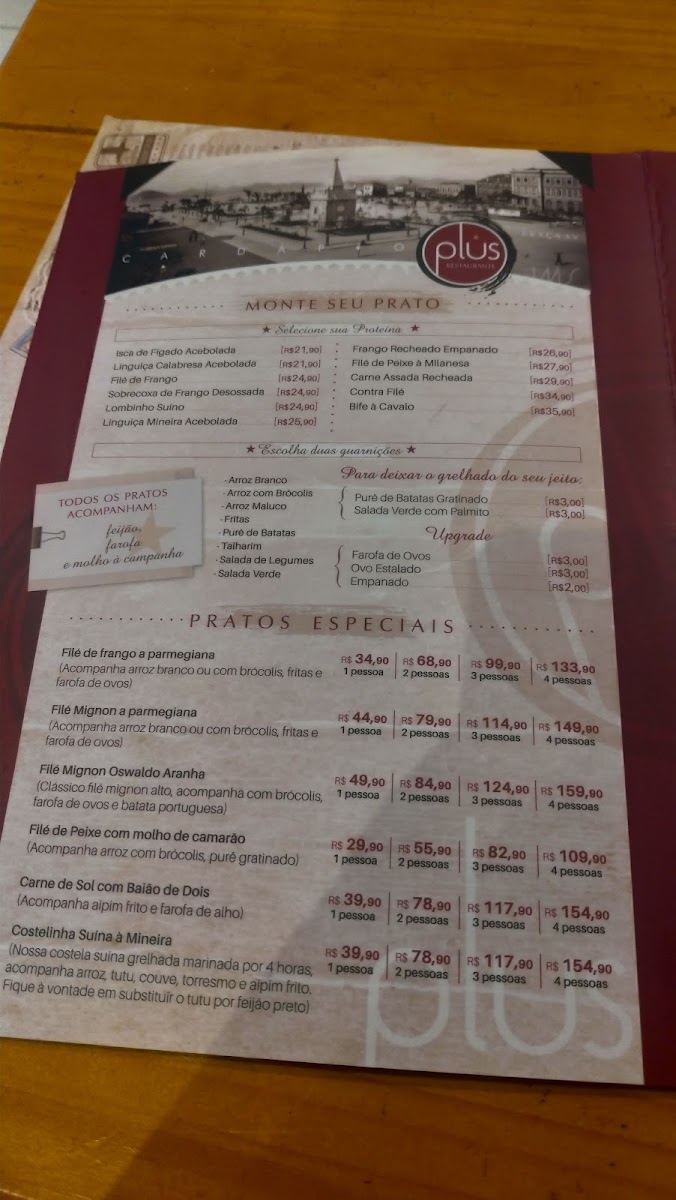 CARDÁPIO
plus
RESTAURANTE
MONTE SEU PRATO
★ Selecione sua Proteína ★
Isca de Fígado Acebolada [R$21,90]
Linguiça Calabresa Acebolada [R$21,90]
Filé de Frango [R$24,90]
Sobrecoxa de Frango Desossada [R$24,90]
Lombinho Suíno [R$24,90]
Linguiça Mineira Acebolada [R$25,90]
Frango Recheado Empanado [R$26,90]
Filé de Peixe à Milanesa [R$27,90]
Carne Assada Recheada [R$29,90]
Contra Filé [R$34,90]
Bife à Cavalo [R$35,90]
★ Escolha duas guarnições ★
TODOS OS PRATOS
ACOMPANHAM:
feijão,
farofa
e molho à campanha
· Arroz Branco
· Arroz com Brócolis
· Arroz Maluco
· Fritas
· Purê de Batatas
· Talharim
· Salada de Legumes
· Salada Verde
Para deixar o grelhado do seu jeito:
Purê de Batatas Gratinado [R$3,00]
Salada Verde com Palmito [R$3,00]
Upgrade
Farofa de Ovos [R$3,00]
Ovo Estalado [R$3,00]
Empanado [R$2,00]
PRATOS ESPECIAIS
Filé de frango a parmegiana
(Acompanha arroz branco ou com brócolis, fritas e
farofa de ovos)
R$ 34,90 R$ 68,90 R$ 99,90 R$ 133,90
1 pessoa 2 pessoas 3 pessoas 4 pessoas
Filé Mignon a parmegiana
(Acompanha arroz branco ou com brócolis, fritas e
farofa de ovos)
R$ 44,90 R$ 79,90 R$ 114,90 R$ 149,90
1 pessoa 2 pessoas 3 pessoas 4 pessoas
Filé Mignon Oswaldo Aranha
(Clássico filé mignon alto, acompanha com brócolis,
farofa de ovos e batata portuguesa)
R$ 49,90 R$ 84,90 R$ 124,90 R$ 159,90
1 pessoa 2 pessoas 3 pessoas 4 pessoas
Filé de Peixe com molho de camarão
(Acompanha arroz com brócolis, purê gratinado)
R$ 29,90 R$ 55,90 R$ 82,90 R$ 109,90
1 pessoa 2 pessoas 3 pessoas 4 pessoas
Carne de Sol com Baião de Dois
(Acompanha aipim frito e farofa de alho)
R$ 39,90 R$ 78,90 R$ 117,90 R$ 154,90
1 pessoa 2 pessoas 3 pessoas 4 pessoas
Costelinha Suína à Mineira
(Nossa costela suína grelhada marinada por 4 horas,
acompanha arroz, tutu, couve, torresmo e aipim frito.
Fique à vontade em substituir o tutu por feijão preto)
R$ 39,90 R$ 78,90 R$ 117,90 R$ 154,90
1 pessoa 2 pessoas 3 pessoas 4 pessoas
plus